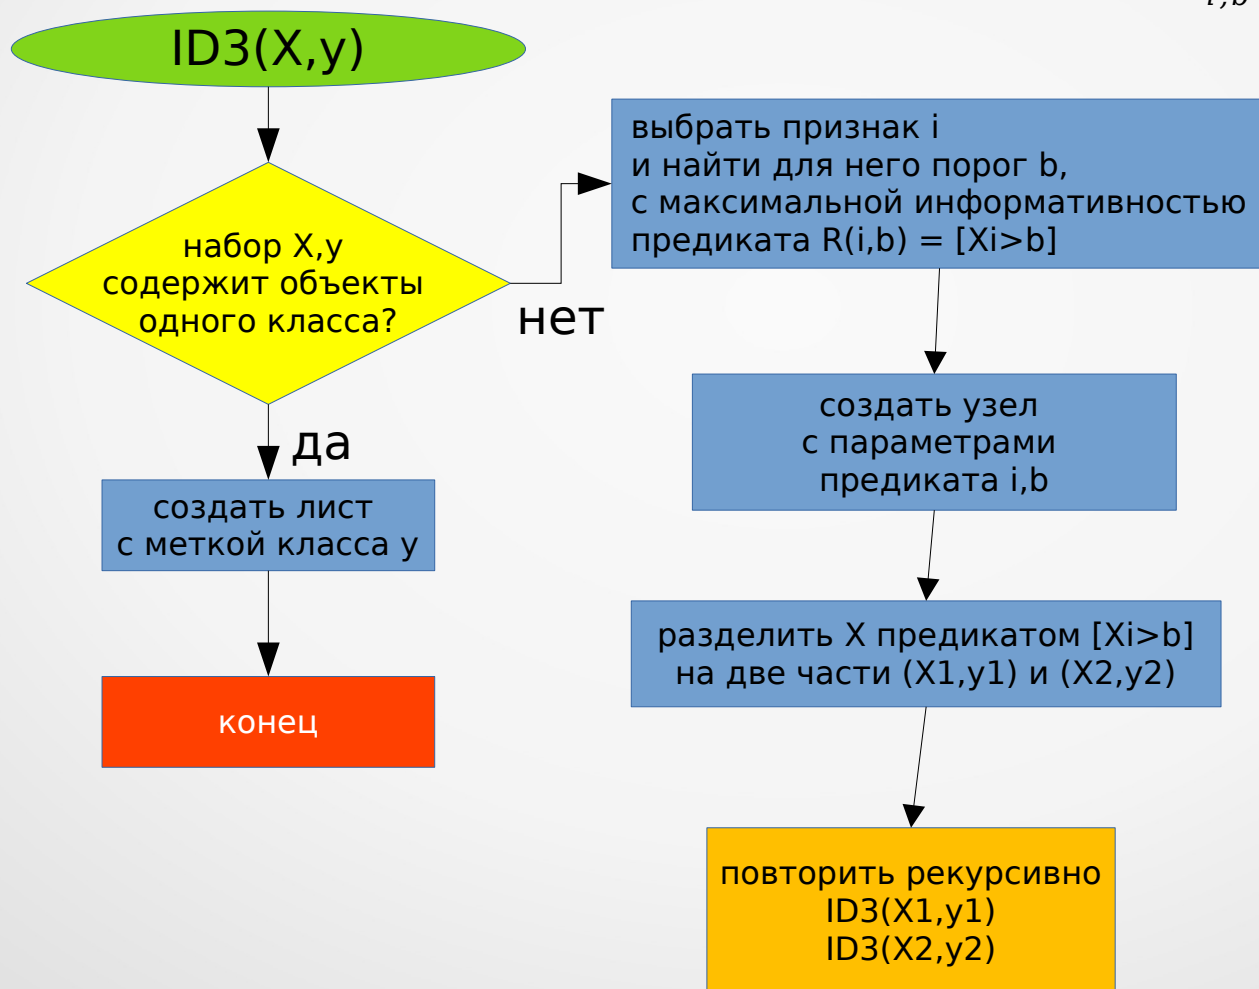 ID3(X,y)
набор X,y
содержит объекты
одного класса?
нет
да
создать лист
с меткой класса y
конец
выбрать признак i
и найти для него порог b,
с максимальной информативностью
предиката R(i,b) = [Xi>b]
создать узел
с параметрами
предиката i,b
разделить X предикатом [Xi>b]
на две части (X1,y1) и (X2,y2)
повторить рекурсивно
ID3(X1,y1)
ID3(X2,y2)